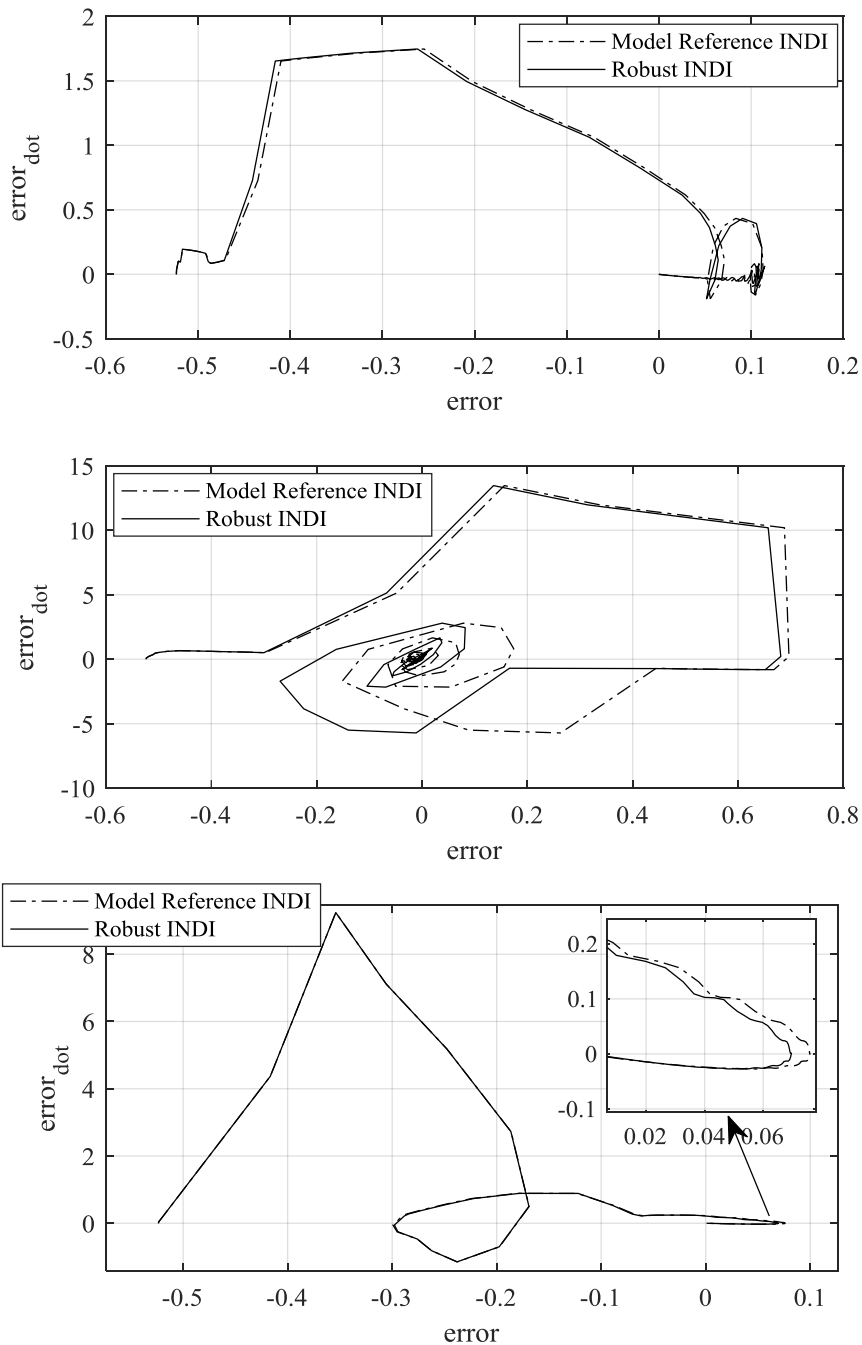 2
1.5
1
0.5
0
-0.5
error_dot
Model Reference INDI
Robust INDI
-0.6 -0.5 -0.4 -0.3 -0.2 -0.1 0 0.1 0.2
error
15
10
5
0
-5
-10
error_dot
Model Reference INDI
Robust INDI
-0.6 -0.4 -0.2 0 0.2 0.4 0.6 0.8
error
Model Reference INDI
Robust INDI
8
6
4
2
0
error_dot
0.2
0.1
0
-0.1
0.02 0.04 0.06
-0.5 -0.4 -0.3 -0.2 -0.1 0 0.1
error